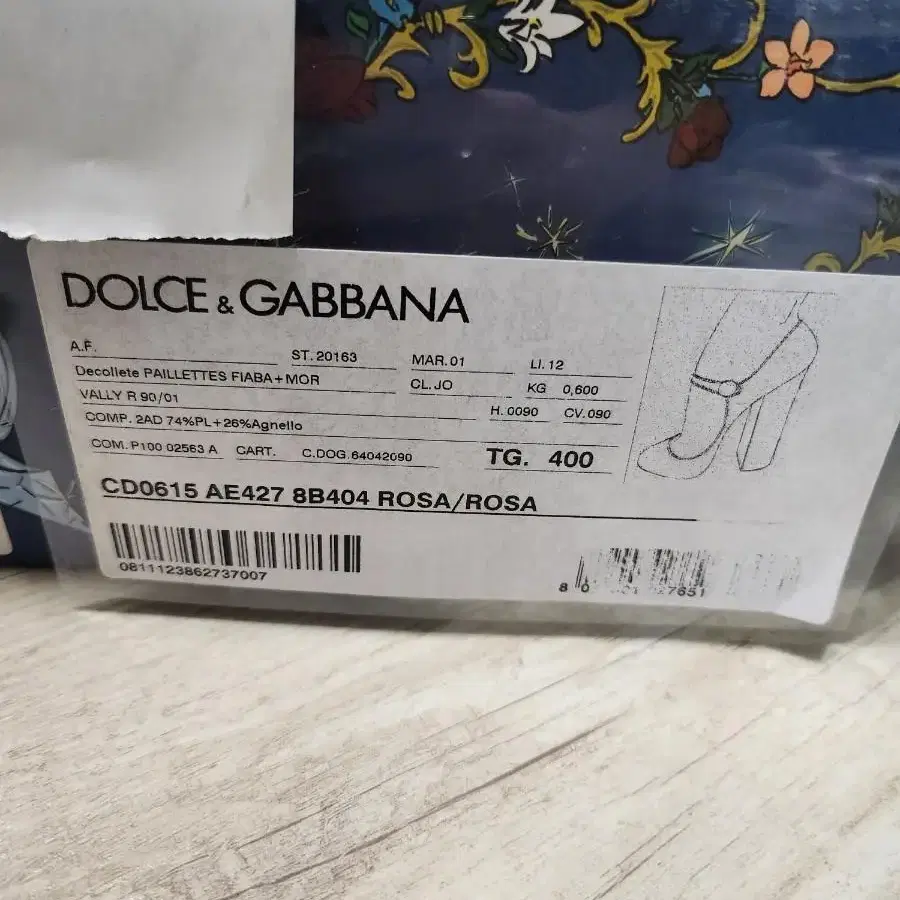 DOLCE & GABBANA
A.F. ST. 20163 MAR. 01 LI. 12
Decollete PAILLETTES FIABA+MOR CL. JO KG 0,600
VALLY R 90/01 H. 0090 CV. 090
COMP. 2AD 74%PL+26%Agnello
COM. P100 02563 A CART. C.DOG. 64042090 TG. 400
CD0615 AE427 8B404 ROSA/ROSA
0811123862737007